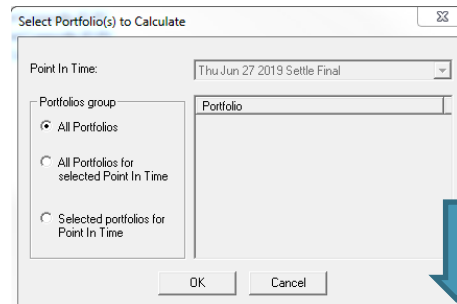 Select Portfolio(s) to Calculate
Point In Time:
Thu Jun 27 2019 Settle Final
Portfolios group
Portfolio
All Portfolios
All Portfolios for
selected Point In Time
Selected portfolios for
Point In Time
OK
Cancel